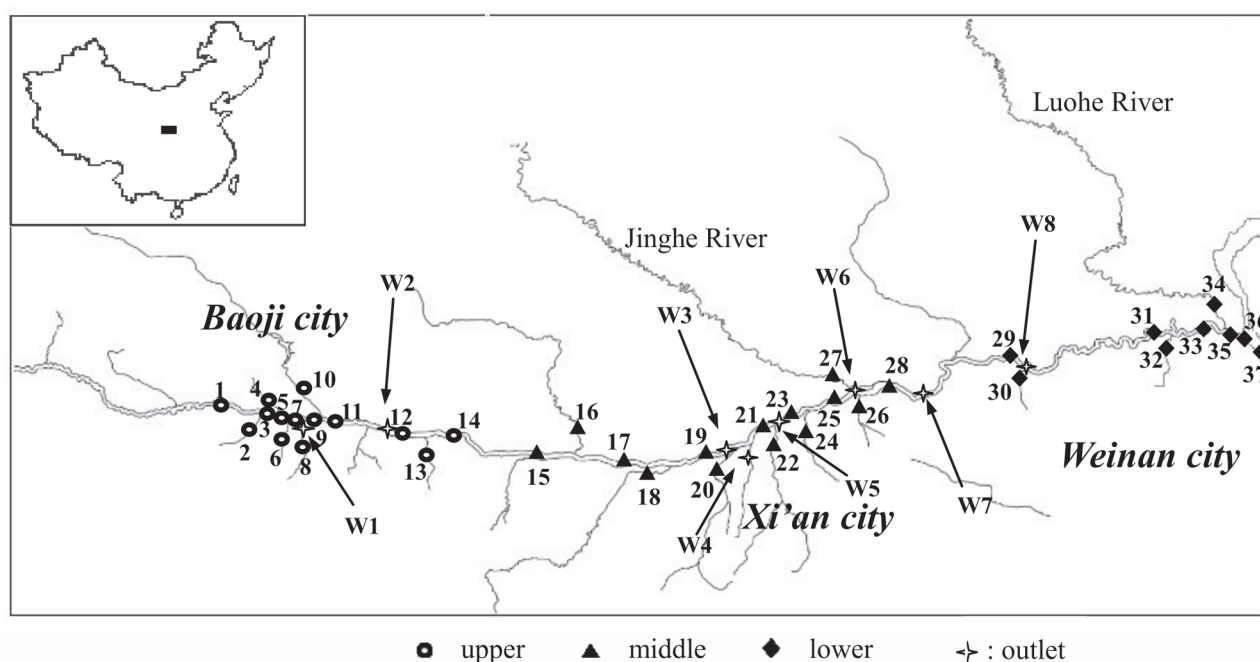 Luohe River
Jinghe River
W8
W2
W6
Baoji city
W3
34
31
36
29
33
35
27
28
32
37
10
4
1
5
7
11
12
14
16
23
25
26
30
21
3
9
2
6
8
13
15
17
19
24
22
18
20
W5
W7
Weinan city
W1
W4
Xi’an city
upper
middle
lower
: outlet